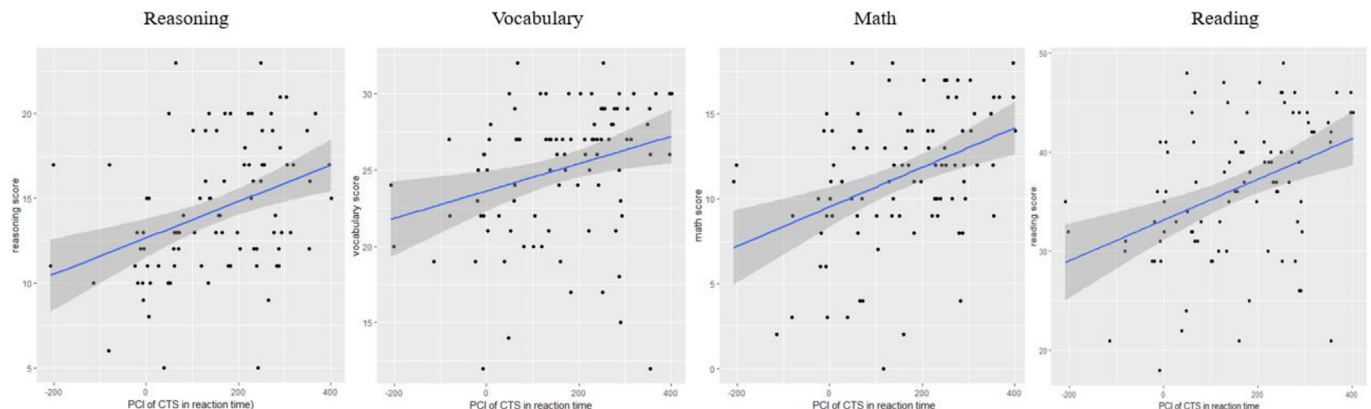 Reasoning
Vocabulary
Math
Reading
reasoning score
20
15
10
5
-200
0
200
400
PCI of CTS in reaction time)
vocabulary score
30
25
20
15
-200
0
200
400
PCI of CTS in reaction time)
math score
15
10
5
0
-200
0
200
400
PCI of CTS in reaction time)
reading score
50
40
30
20
-200
0
200
400
PCI of CTS in reaction time)